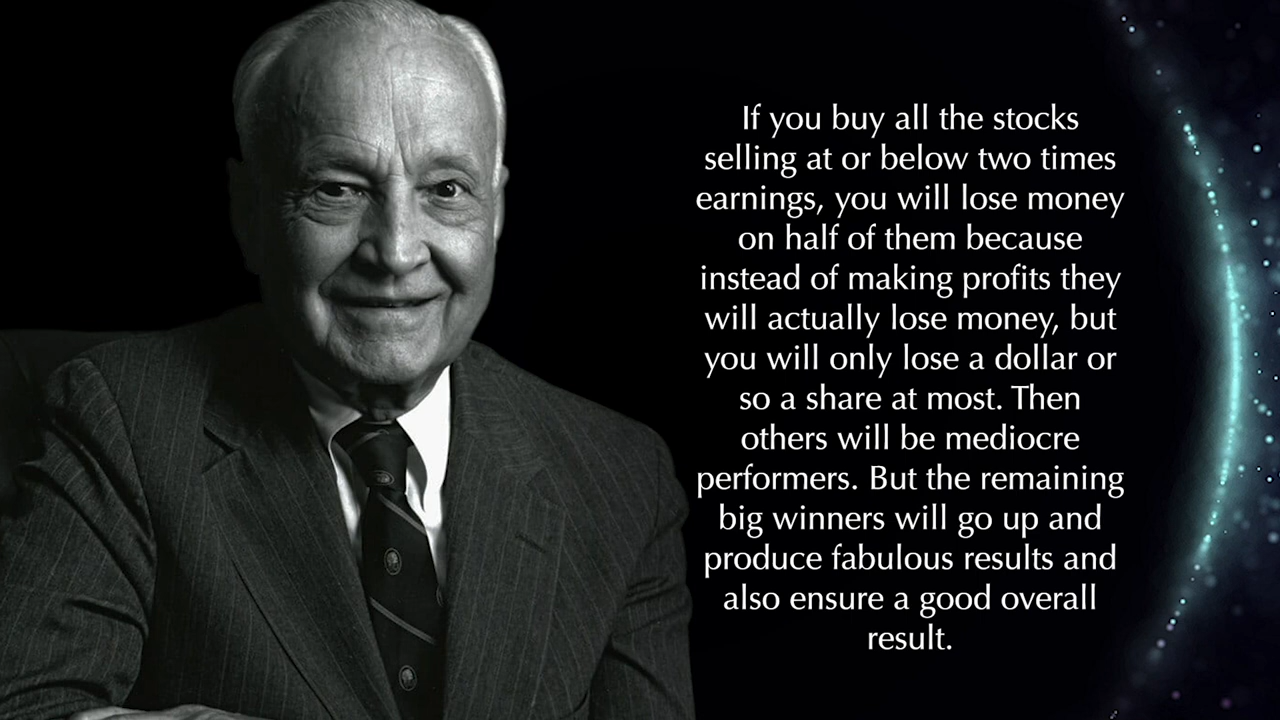 If you buy all the stocks
selling at or below two times
earnings, you will lose money
on half of them because
instead of making profits they
will actually lose money, but
you will only lose a dollar or
so a share at most. Then
others will be mediocre
performers. But the remaining
big winners will go up and
produce fabulous results and
also ensure a good overall
result.